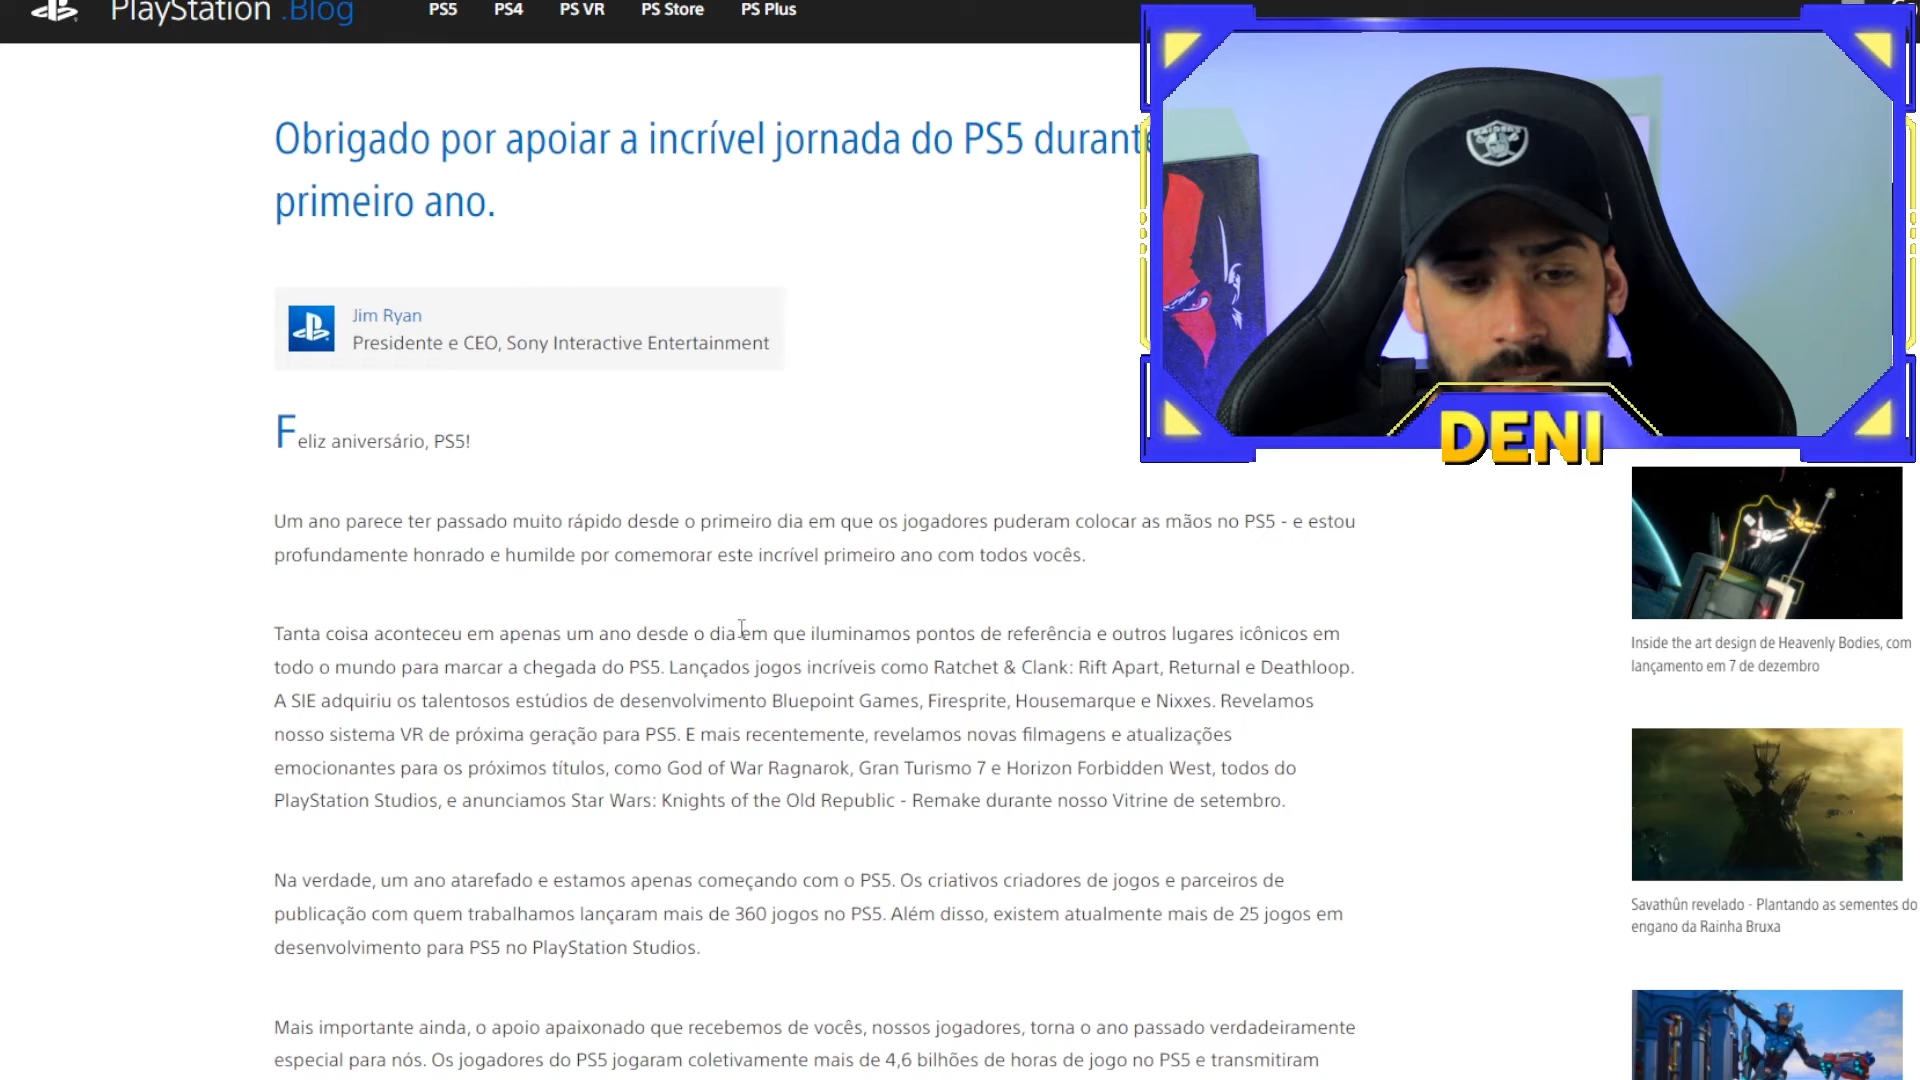 PlayStation.Blog
PS5 PS4 PS VR PS Store PS Plus
Obrigado por apoiar a incrível jornada do PS5 durant
primeiro ano.
Jim Ryan
Presidente e CEO, Sony Interactive Entertainment
Feliz aniversário, PS5!
Um ano parece ter passado muito rápido desde o primeiro dia em que os jogadores puderam colocar as mãos no PS5 - e estou
profundamente honrado e humilde por comemorar este incrível primeiro ano com todos vocês.
Tanta coisa aconteceu em apenas um ano desde o dia em que iluminamos pontos de referência e outros lugares icônicos em
todo o mundo para marcar a chegada do PS5. Lançados jogos incríveis como Ratchet & Clank: Rift Apart, Returnal e Deathloop.
A SIE adquiriu os talentosos estúdios de desenvolvimento Bluepoint Games, Firesprite, Housemarque e Nixxes. Revelamos
nosso sistema VR de próxima geração para PS5. E mais recentemente, revelamos novas filmagens e atualizações
emocionantes para os próximos títulos, como God of War Ragnarok, Gran Turismo 7 e Horizon Forbidden West, todos do
PlayStation Studios, e anunciamos Star Wars: Knights of the Old Republic - Remake durante nosso Vitrine de setembro.
Na verdade, um ano atarefado e estamos apenas começando com o PS5. Os criativos criadores de jogos e parceiros de
publicação com quem trabalhamos lançaram mais de 360 jogos no PS5. Além disso, existem atualmente mais de 25 jogos em
desenvolvimento para PS5 no PlayStation Studios.
Mais importante ainda, o apoio apaixonado que recebemos de vocês, nossos jogadores, torna o ano passado verdadeiramente
especial para nós. Os jogadores do PS5 jogaram coletivamente mais de 4,6 bilhões de horas de jogo no PS5 e transmitiram
RAIDERS
DENI
Inside the art design de Heavenly Bodies, com
lançamento em 7 de dezembro
Savathûn revelado - Plantando as sementes do
engano da Rainha Bruxa